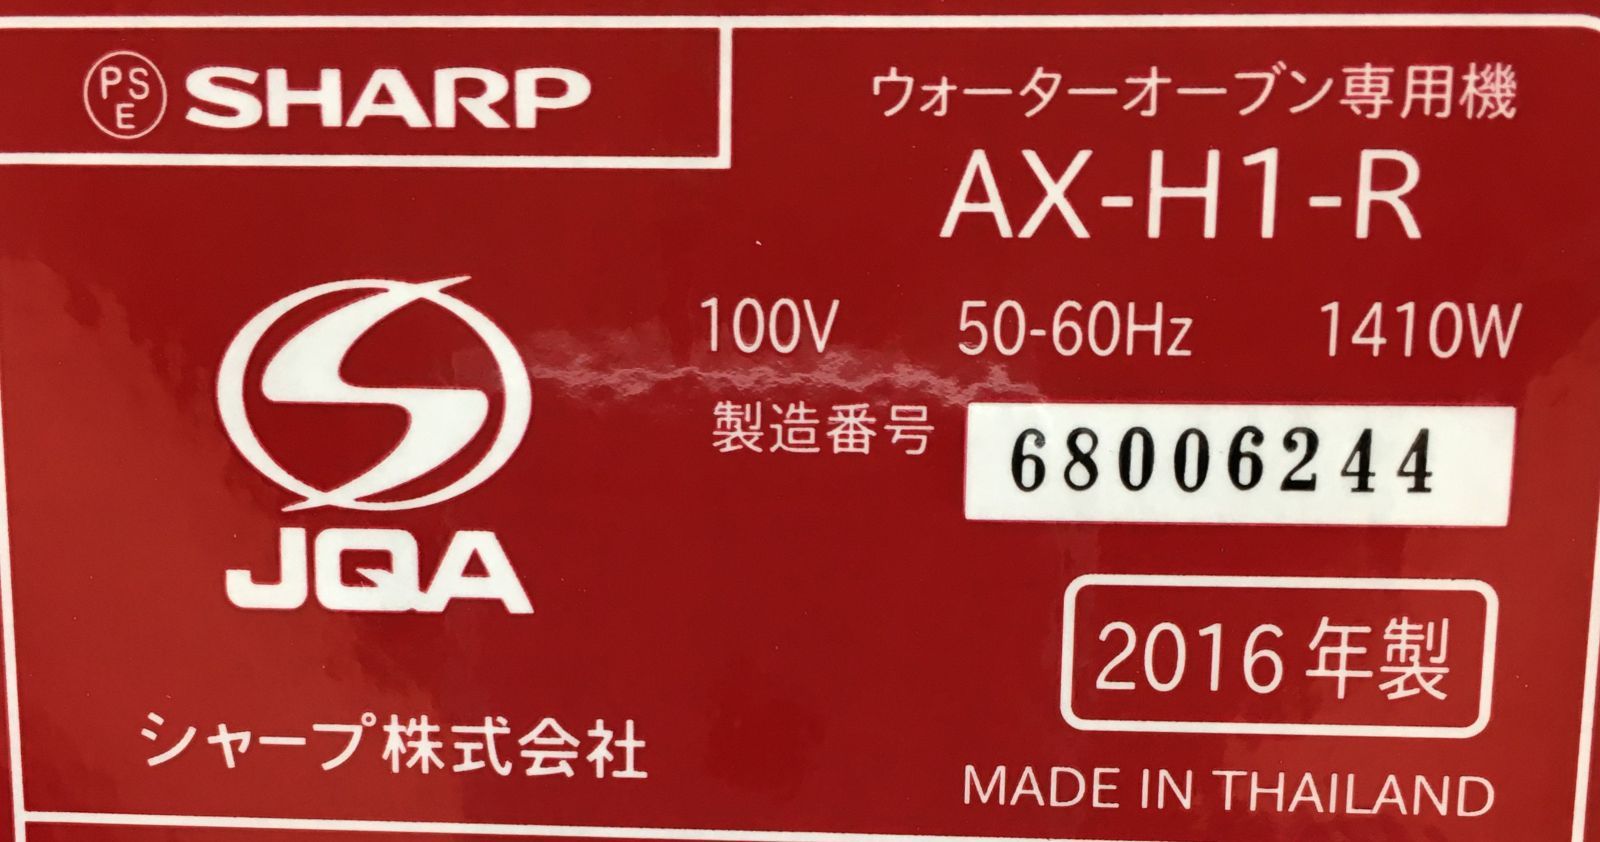 PS
E
SHARP
ウォーターオーブン専用機
AX-H1-R
100V 50-60Hz 1410W
製造番号 68006244
JQA
2016年製
シャープ株式会社
MADE IN THAILAND